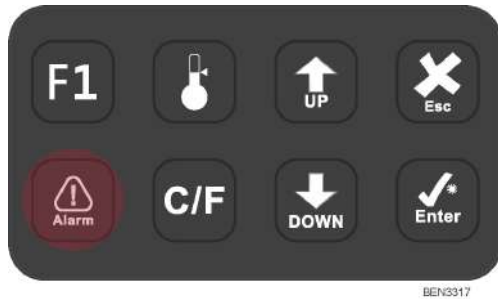 F1
UP
Esc
Alarm
C/F
DOWN
Enter
BEN3317